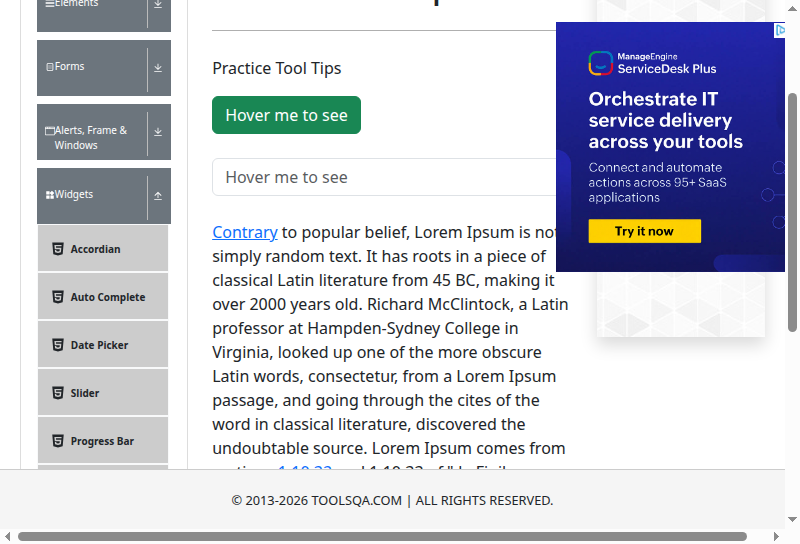 Elements
Forms
Alerts, Frame &
Windows
Widgets
Accordian
Auto Complete
Date Picker
Slider
Progress Bar
Practice Tool Tips
Hover me to see
Hover me to see
Contrary to popular belief, Lorem Ipsum is not
simply random text. It has roots in a piece of
classical Latin literature from 45 BC, making it
over 2000 years old. Richard McClintock, a Latin
professor at Hampden-Sydney College in
Virginia, looked up one of the more obscure
Latin words, consectetur, from a Lorem Ipsum
passage, and going through the cites of the
word in classical literature, discovered the
undoubtable source. Lorem Ipsum comes from
ManageEngine
ServiceDesk Plus
Orchestrate IT
service delivery
across your tools
Connect and automate
actions across 95+ SaaS
applications
Try it now
© 2013-2026 TOOLSQA.COM | ALL RIGHTS RESERVED.